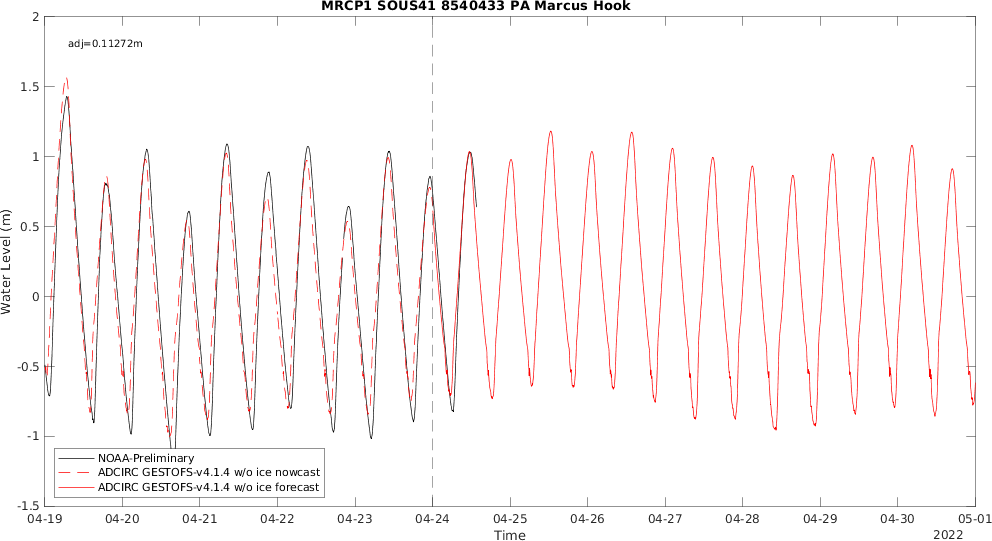 MRCP1 SOUS41 8540433 PA Marcus Hook
adj=0.11272m
2
1.5
1
0.5
0
-0.5
-1
-1.5
Water Level (m)
NOAA-Preliminary
ADCIRC GESTOFS-v4.1.4 w/o ice nowcast
ADCIRC GESTOFS-v4.1.4 w/o ice forecast
04-19 04-20 04-21 04-22 04-23 04-24 04-25 04-26 04-27 04-28 04-29 04-30 05-01
Time
2022